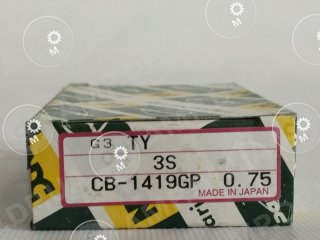 G3 TY
3S
CB-1419GP 0.75
MADE IN JAPAN